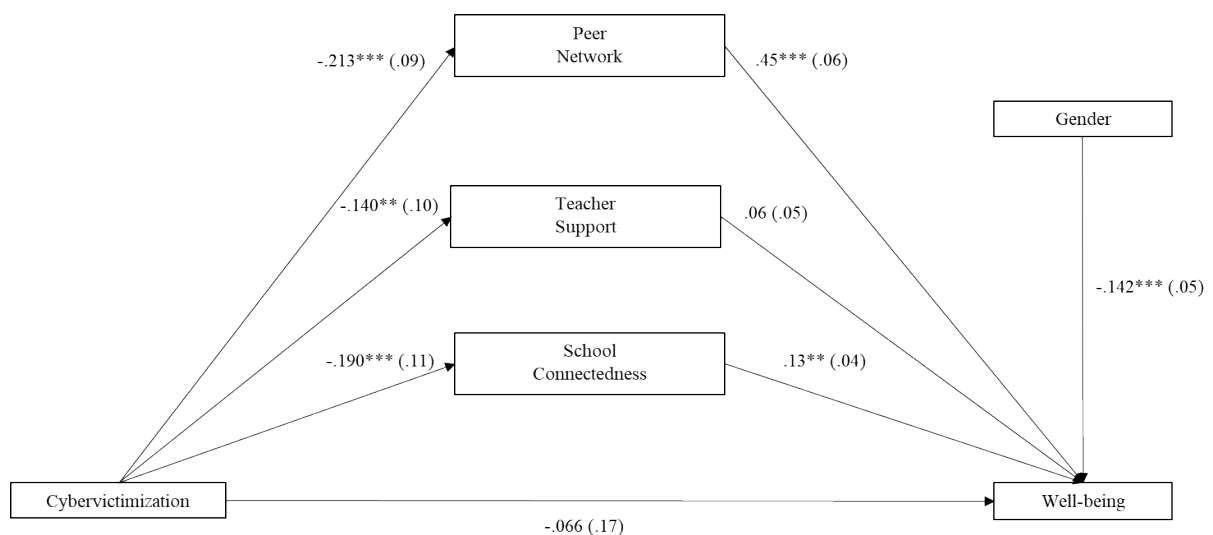 Peer
Network
-.213*** (.09)
.45*** (.06)
Gender
-.140** (.10)
Teacher
Support
.06 (.05)
-.142*** (.05)
-.190*** (.11)
School
Connectedness
.13** (.04)
Cybervictimization
Well-being
-.066 (.17)